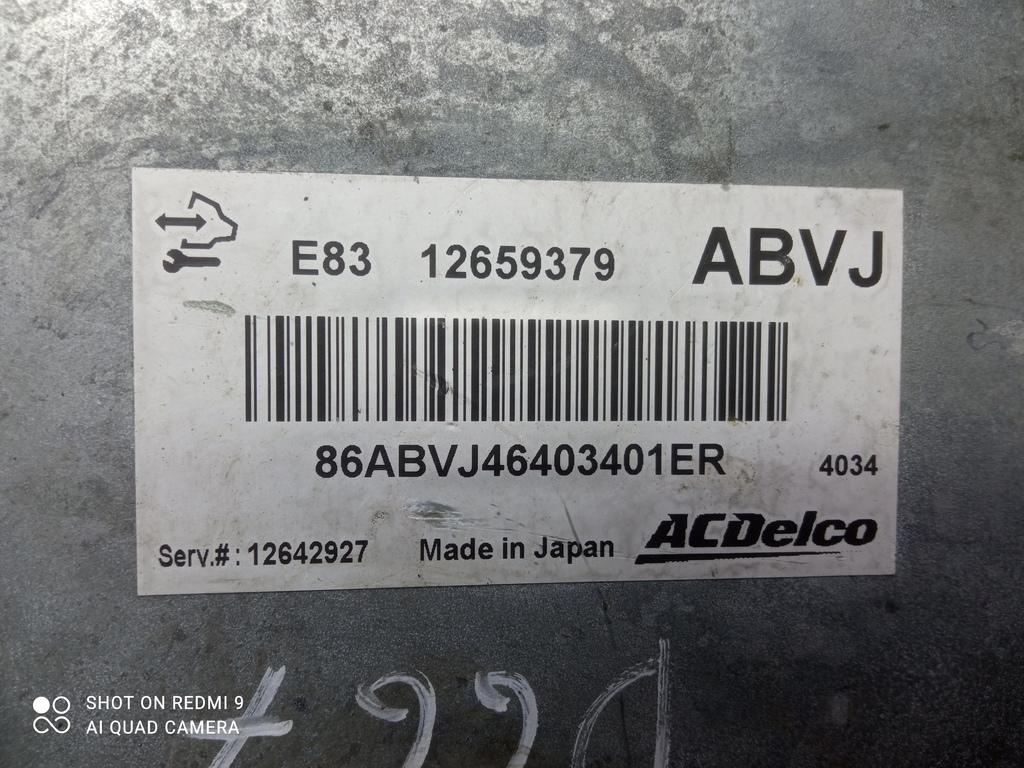 E83 12659379 ABVJ
86ABVJ46403401ER 4034
Serv.#: 12642927 Made in Japan ACDelco
SHOT ON REDMI 9
AI QUAD CAMERA